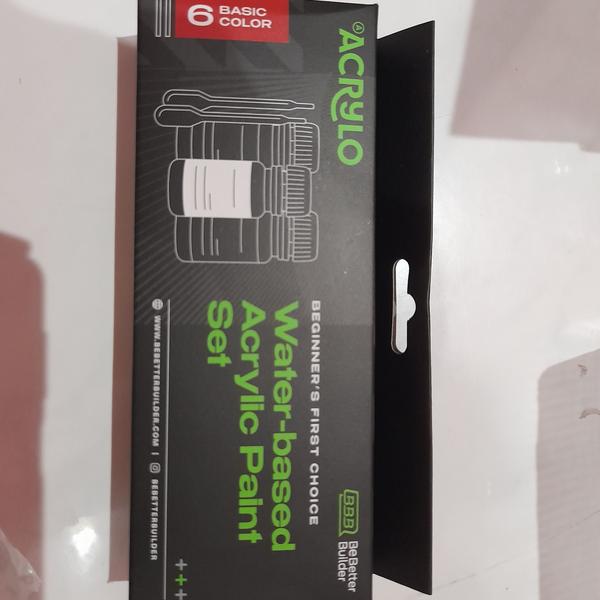 ACRYLO
6 BASIC
COLOR
BeBetter
Builder
BBB
BEGINNER'S FIRST CHOICE
Water-based
Acrylic Paint
Set
WWW.BEBETTERBUILDER.COM | BEBETTERBUILDER